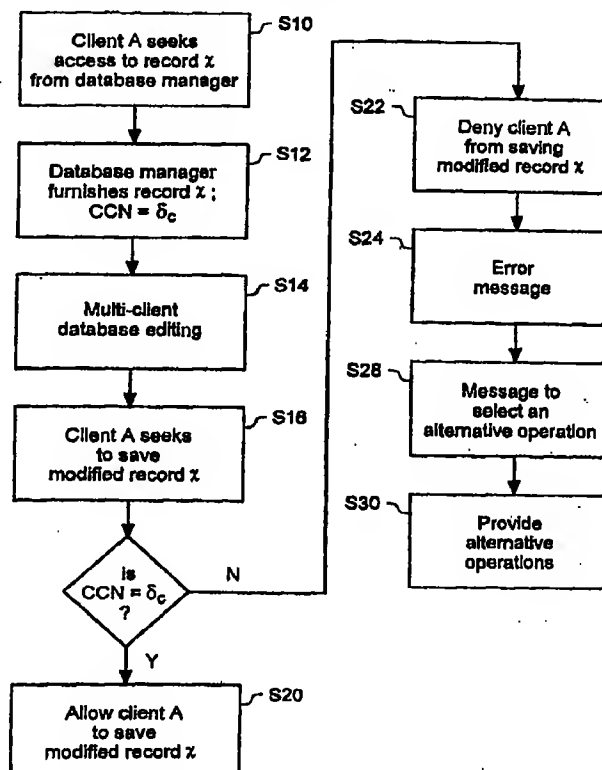 S10
Client A seeks
access to record χ
from database manager
S12
Database manager
furnishes record χ ;
CCN = δc
S14
Multi-client
database editing
S16
Client A seeks
to save
modified record χ
is
CCN = δc
?
N
Y
S20
Allow client A
to save
modified record χ
S22
Deny client A
from saving
modified record χ
S24
Error
message
S28
Message to
select an
alternative operation
S30
Provide
alternative
operations